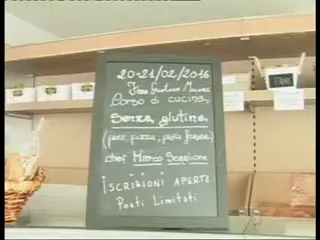 20-21/02/2016
Corso di cucina
Senza glutine
(pane, pizza, pasta fresca)
chef Marco Scaglione
ISCRIZIONI APERTE
Posti Limitati
PANE